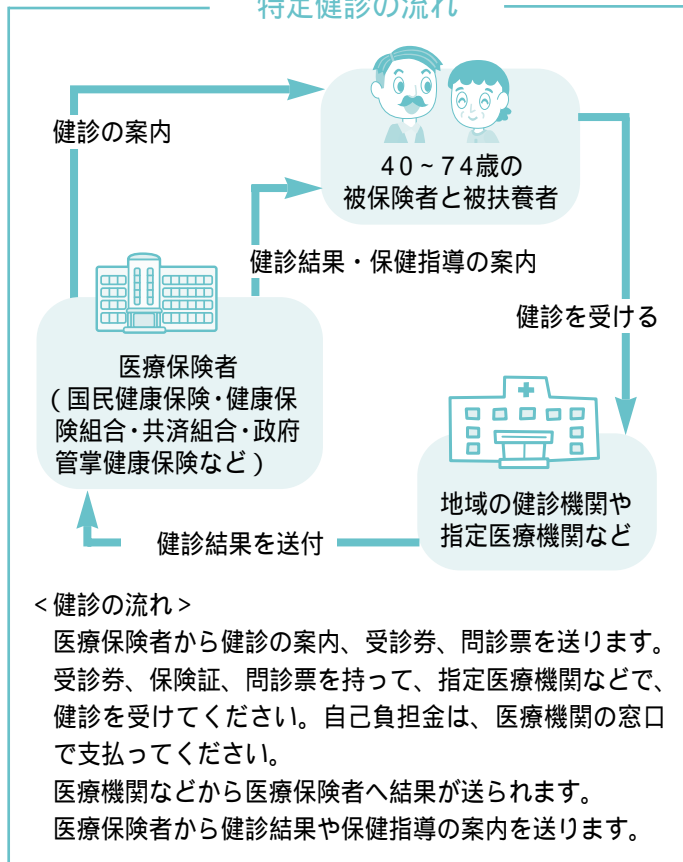 特定健診の流れ
健診の案内
40～74歳の
被保険者と被扶養者
健診結果・保健指導の案内
健診を受ける
医療保険者
(国民健康保険・健康保
険組合・共済組合・政府
管掌健康保険など)
地域の健診機関や
指定医療機関など
健診結果を送付
<健診の流れ>
医療保険者から健診の案内、受診券、問診票を送ります。
受診券、保険証、問診票を持って、指定医療機関などで、
健診を受けてください。自己負担金は、医療機関の窓口
で支払ってください。
医療機関などから医療保険者へ結果が送られます。
医療保険者から健診結果や保健指導の案内を送ります。